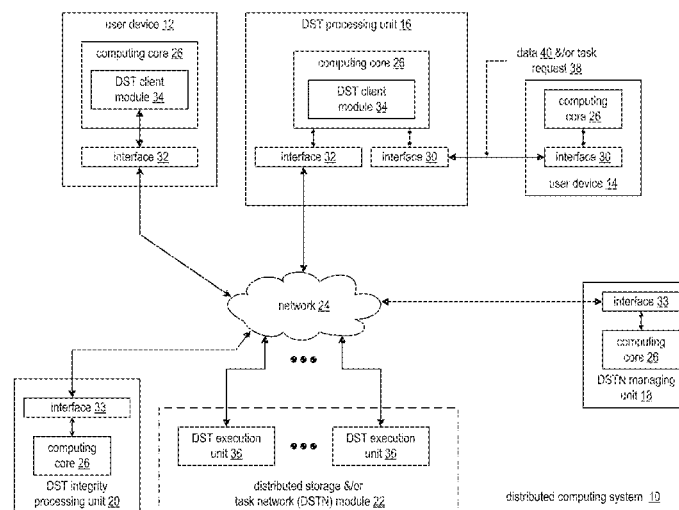 user device 12
computing core 26
DST client
module 34
interface 32
DST processing unit 16
computing core 26
DST client
module 34
interface 32
interface 30
data 40 &/or task
request 38
computing
core 26
interface 30
user device 14
network 24
interface 33
computing
core 26
DSTN managing
unit 18
interface 33
computing
core 26
DST integrity
processing unit 20
DST execution
unit 36
DST execution
unit 36
distributed storage &/or
task network (DSTN) module 22
distributed computing system 10